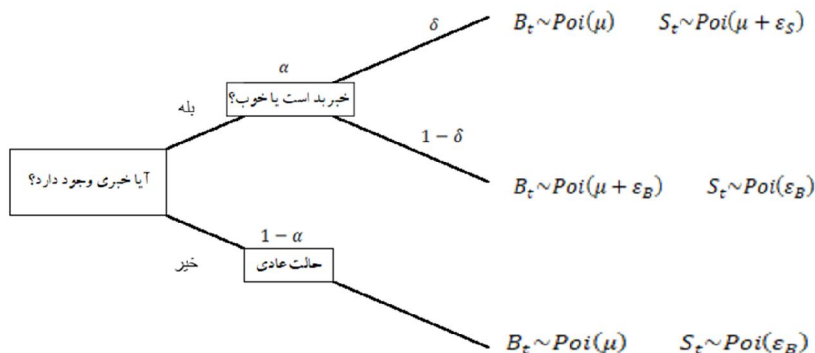 δ
B_t~Poi(μ) S_t~Poi(μ + ε_S)
α
خبر بد است یا خوب؟
بله
1 − δ
آیا خبری وجود دارد؟
B_t~Poi(μ + ε_B) S_t~Poi(ε_B)
1 − α
خیر
حالت عادی
B_t~Poi(μ) S_t~Poi(ε_B)